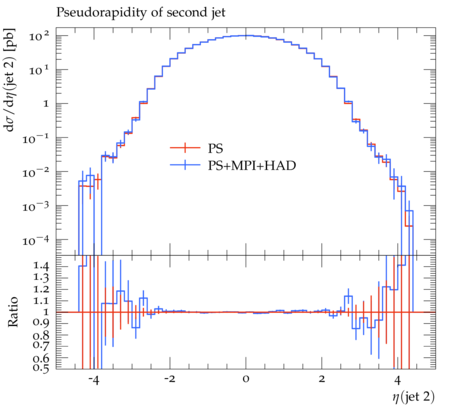 Pseudorapidity of second jet
dσ/dη(jet 2) [pb]
10²
10¹
1
10⁻¹
10⁻²
10⁻³
10⁻⁴
PS
PS+MPI+HAD
Ratio
1.4
1.3
1.2
1.1
1
0.9
0.8
0.7
0.6
0.5
-4 -2 0 2 4
η(jet 2)